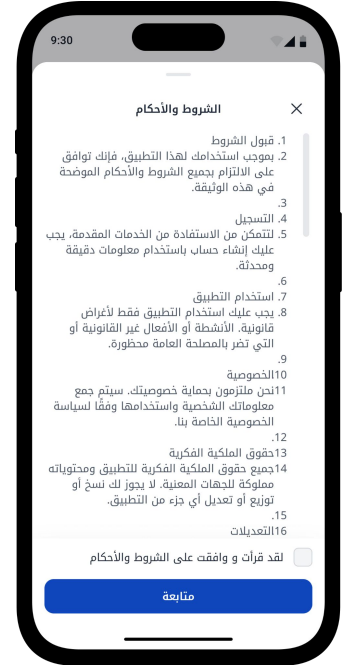 9:30
الشروط والأحكام
1. قبول الشروط
2. بموجب استخدامك لهذا التطبيق، فإنك توافق
على الالتزام بجميع الشروط والأحكام الموضحة
في هذه الوثيقة.
3.
4. التسجيل
5. لتتمكن من الاستفادة من الخدمات المقدمة، يجب
عليك إنشاء حساب باستخدام معلومات دقيقة
ومحدثة.
6.
7. استخدام التطبيق
8. يجب عليك استخدام التطبيق فقط لأغراض
قانونية. الأنشطة أو الأفعال غير القانونية أو
التي تضر بالمصلحة العامة محظورة.
9.
10الخصوصية
11نحن ملتزمون بحماية خصوصيتك. سيتم جمع
معلوماتك الشخصية واستخدامها وفقًا لسياسة
الخصوصية الخاصة بنا.
12.
13حقوق الملكية الفكرية
14جميع حقوق الملكية الفكرية للتطبيق ومحتوياته
مملوكة للجهات المعنية. لا يجوز لك نسخ أو
توزيع أو تعديل أي جزء من التطبيق.
15.
16التعديلات
لقد قرأت و وافقت على الشروط والأحكام
متابعة